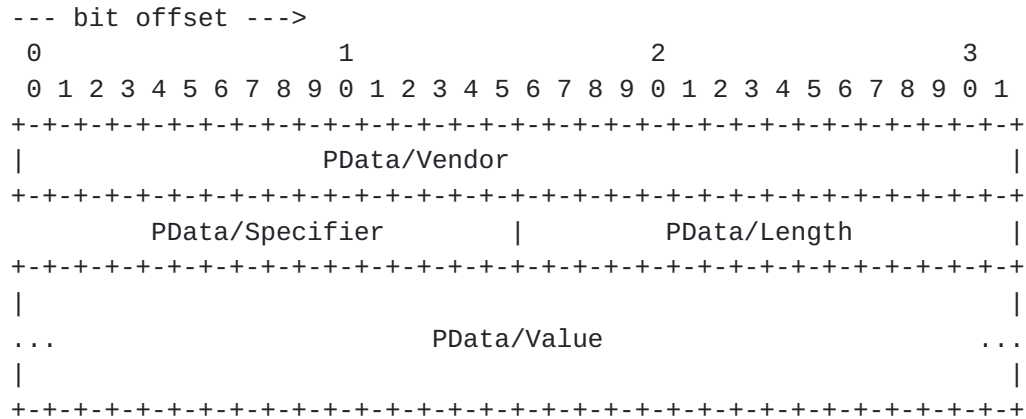 --- bit offset --->
 0                   1                   2                   3
 0 1 2 3 4 5 6 7 8 9 0 1 2 3 4 5 6 7 8 9 0 1 2 3 4 5 6 7 8 9 0 1
+-+-+-+-+-+-+-+-+-+-+-+-+-+-+-+-+-+-+-+-+-+-+-+-+-+-+-+-+-+-+-+-+
|                   PData/Vendor                                |
+-+-+-+-+-+-+-+-+-+-+-+-+-+-+-+-+-+-+-+-+-+-+-+-+-+-+-+-+-+-+-+-+
         PData/Specifier        |         PData/Length          |
+-+-+-+-+-+-+-+-+-+-+-+-+-+-+-+-+-+-+-+-+-+-+-+-+-+-+-+-+-+-+-+-+
|                                                               |
...                        PData/Value                        ...
|                                                               |
+-+-+-+-+-+-+-+-+-+-+-+-+-+-+-+-+-+-+-+-+-+-+-+-+-+-+-+-+-+-+-+-+